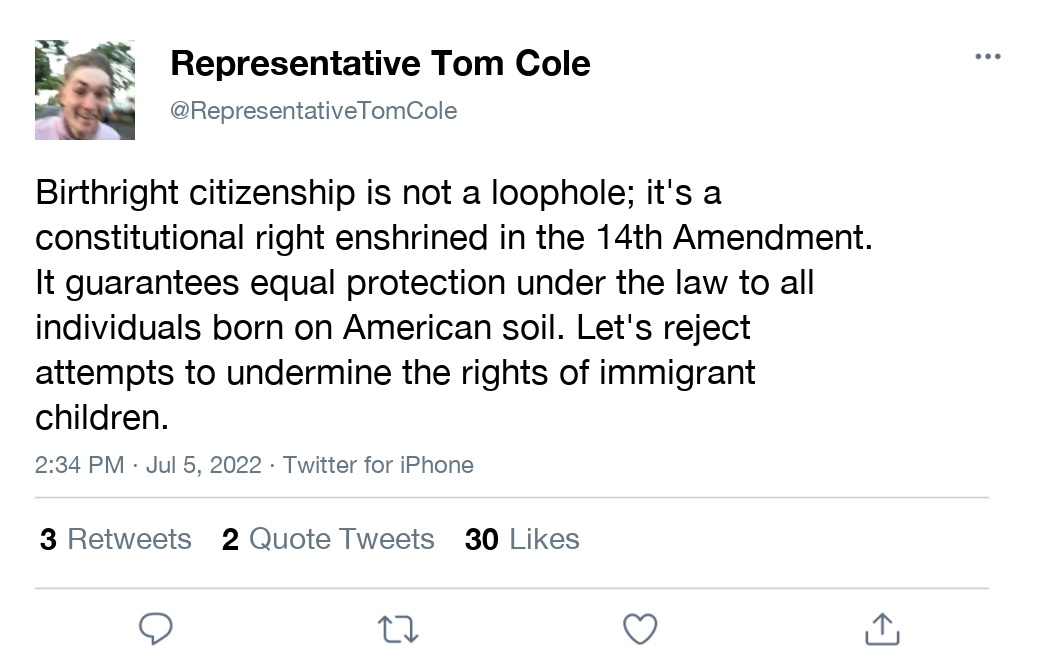 Representative Tom Cole
@RepresentativeTomCole
Birthright citizenship is not a loophole; it's a
constitutional right enshrined in the 14th Amendment.
It guarantees equal protection under the law to all
individuals born on American soil. Let's reject
attempts to undermine the rights of immigrant
children.
2:34 PM · Jul 5, 2022 · Twitter for iPhone
3 Retweets 2 Quote Tweets 30 Likes